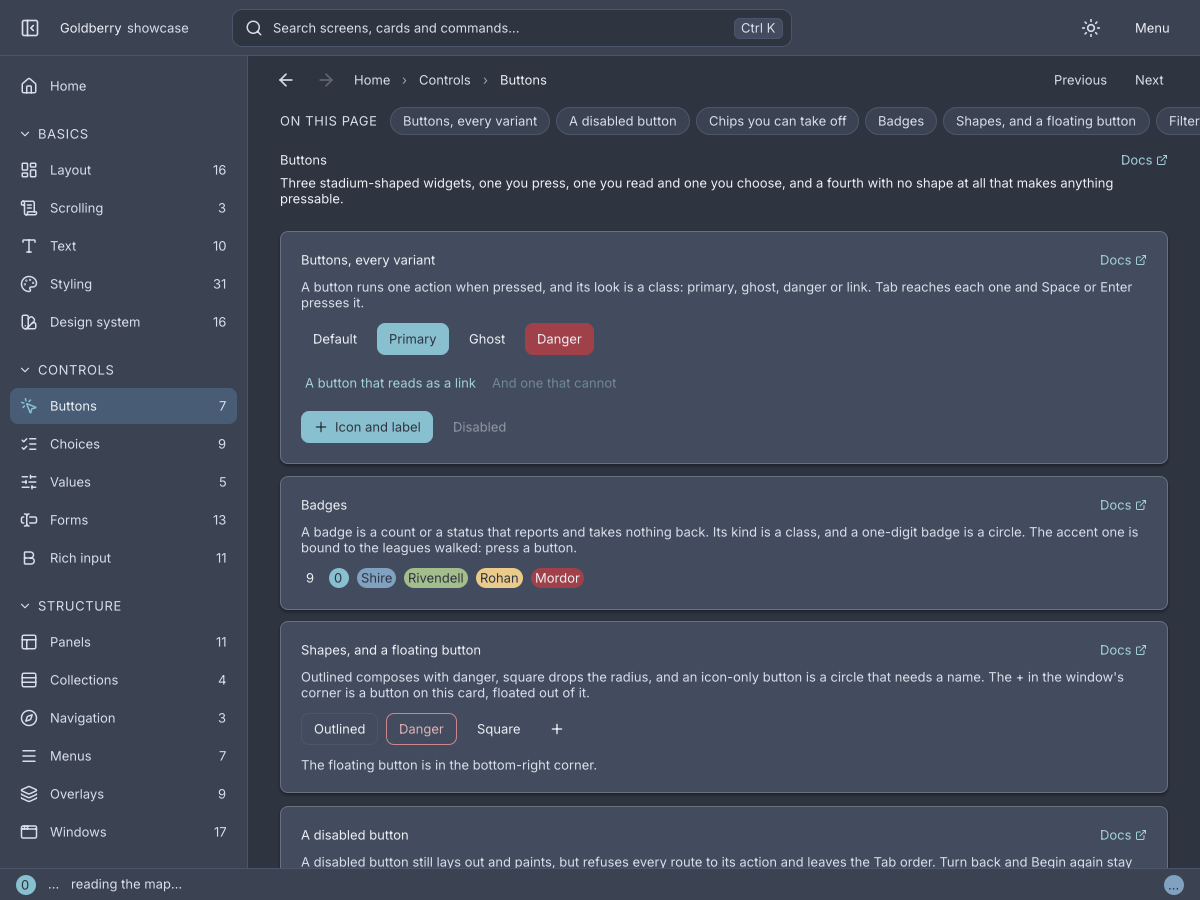 Goldberry showcase
Search screens, cards and commands...
Ctrl K
Menu
Home
BASICS
Layout 16
Scrolling 3
Text 10
Styling 31
Design system 16
CONTROLS
Buttons 7
Choices 9
Values 5
Forms 13
Rich input 11
STRUCTURE
Panels 11
Collections 4
Navigation 3
Menus 7
Overlays 9
Windows 17
Home › Controls › Buttons
Previous Next
ON THIS PAGE Buttons, every variant A disabled button Chips you can take off Badges Shapes, and a floating button Filter
Buttons Docs
Three stadium-shaped widgets, one you press, one you read and one you choose, and a fourth with no shape at all that makes anything
pressable.
Buttons, every variant Docs
A button runs one action when pressed, and its look is a class: primary, ghost, danger or link. Tab reaches each one and Space or Enter
presses it.
Default Primary Ghost Danger
A button that reads as a link And one that cannot
+ Icon and label Disabled
Badges Docs
A badge is a count or a status that reports and takes nothing back. Its kind is a class, and a one-digit badge is a circle. The accent one is
bound to the leagues walked: press a button.
9 0 Shire Rivendell Rohan Mordor
Shapes, and a floating button Docs
Outlined composes with danger, square drops the radius, and an icon-only button is a circle that needs a name. The + in the window's
corner is a button on this card, floated out of it.
Outlined Danger Square +
The floating button is in the bottom-right corner.
A disabled button Docs
A disabled button still lays out and paints, but refuses every route to its action and leaves the Tab order. Turn back and Begin again stay
0 ... reading the map... ...